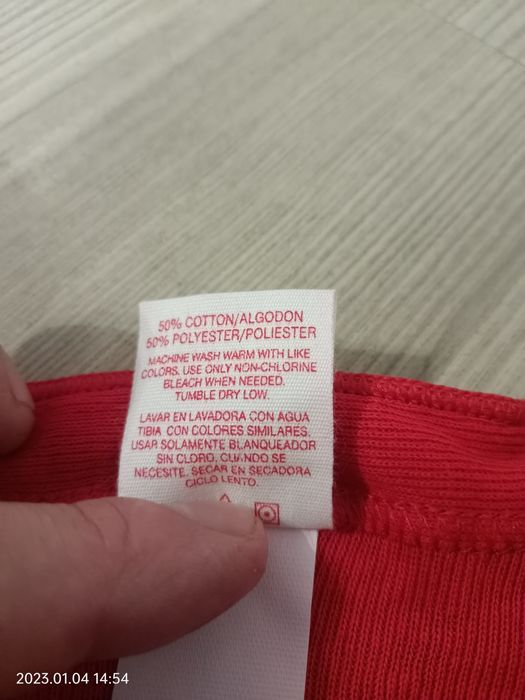 50% COTTON/ALGODON
50% POLYESTER/POLIESTER
MACHINE WASH WARM WITH LIKE
COLORS. USE ONLY NON-CHLORINE
BLEACH WHEN NEEDED.
TUMBLE DRY LOW.
LAVAR EN LAVADORA CON AGUA
TIBIA CON COLORES SIMILARES.
USAR SOLAMENTE BLANQUEADOR
SIN CLORO, CUANDO SE
NECESITE. SECAR EN SECADORA
CICLO LENTO.
2023.01.04 14:54